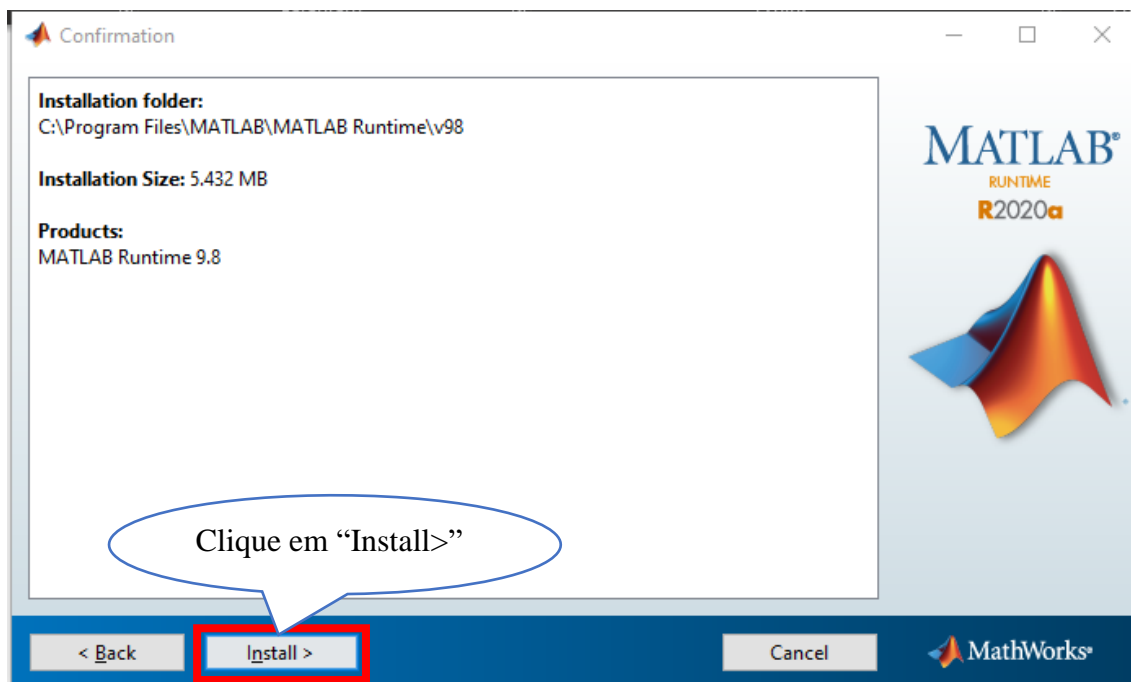 Confirmation
Installation folder:
C:\Program Files\MATLAB\MATLAB Runtime\v98
Installation Size: 5.432 MB
Products:
MATLAB Runtime 9.8
MATLAB®
RUNTIME
R2020a
Clique em “Install>”
< Back
Install >
Cancel
MathWorks®